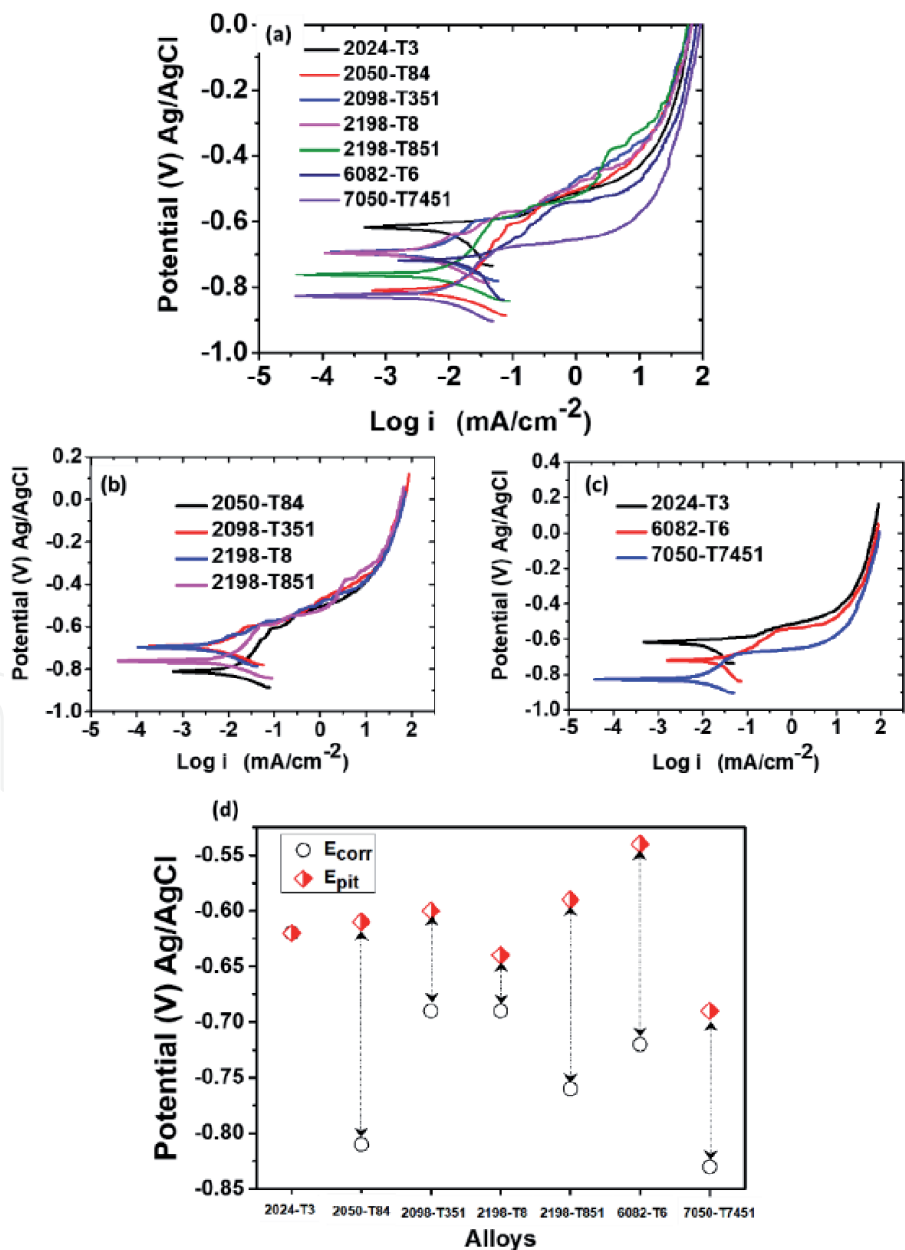 (a)
2024-T3
2050-T84
2098-T351
2198-T8
2198-T851
6082-T6
7050-T7451
Potential (V) Ag/AgCl
0.0
-0.2
-0.4
-0.6
-0.8
-1.0
-5 -4 -3 -2 -1 0 1 2
Log i (mA/cm-2)
(b)
2050-T84
2098-T351
2198-T8
2198-T851
Potential (V) Ag/AgCl
0.2
0.0
-0.2
-0.4
-0.6
-0.8
-1.0
-5 -4 -3 -2 -1 0 1 2
Log i (mA/cm-2)
(c)
2024-T3
6082-T6
7050-T7451
Potential (V) Ag/AgCl
0.4
0.2
0.0
-0.2
-0.4
-0.6
-0.8
-1.0
-5 -4 -3 -2 -1 0 1 2
Log i (mA/cm-2)
(d)
Ecorr
Epit
Potential (V) Ag/AgCl
-0.55
-0.60
-0.65
-0.70
-0.75
-0.80
-0.85
2024-T3 2050-T84 2098-T351 2198-T8 2198-T851 6082-T6 7050-T7451
Alloys